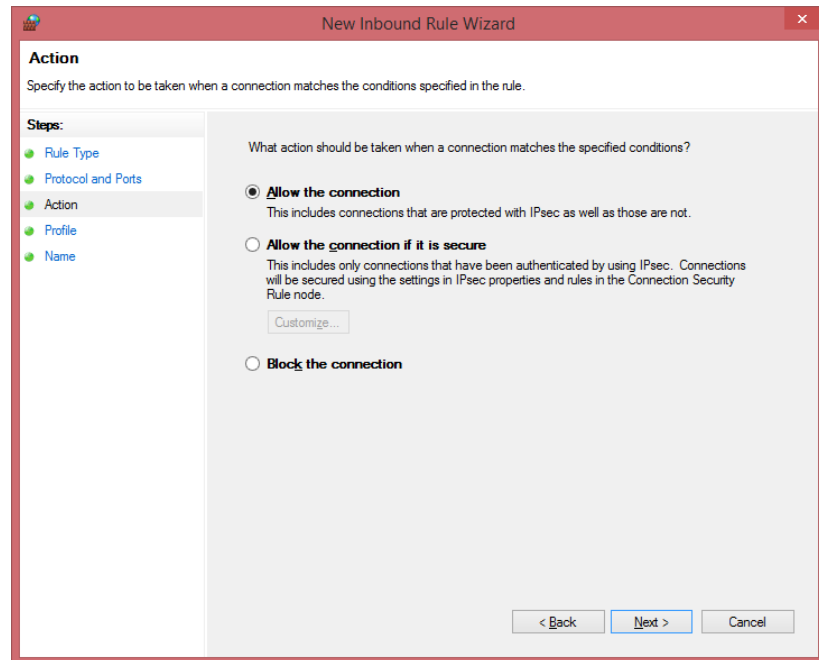 New Inbound Rule Wizard
Action
Specify the action to be taken when a connection matches the conditions specified in the rule.
Steps:
Rule Type
Protocol and Ports
Action
Profile
Name
What action should be taken when a connection matches the specified conditions?
Allow the connection
This includes connections that are protected with IPsec as well as those are not.
Allow the connection if it is secure
This includes only connections that have been authenticated by using IPsec. Connections
will be secured using the settings in IPsec properties and rules in the Connection Security
Rule node.
Customize...
Block the connection
< Back Next > Cancel